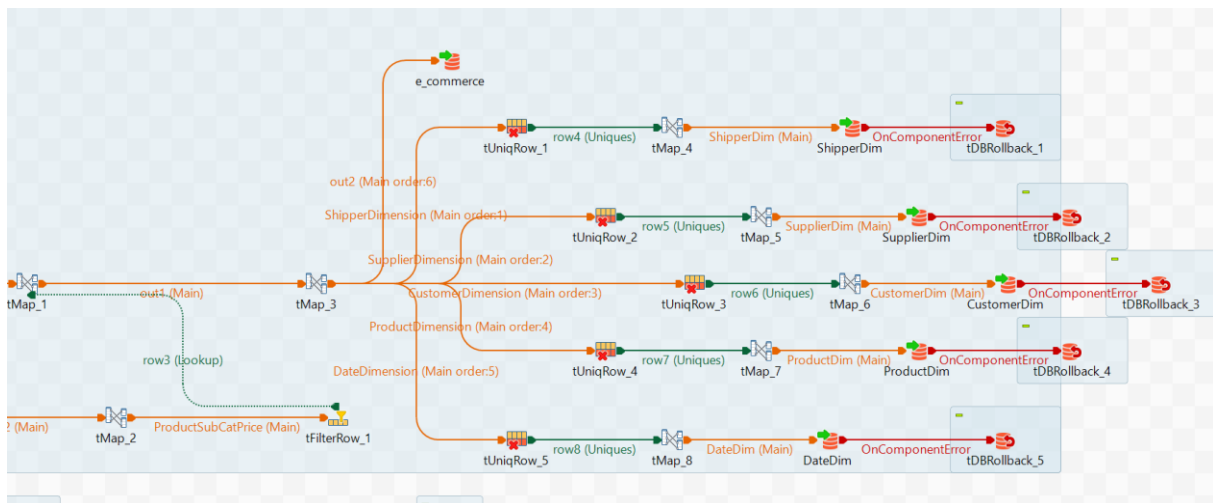 e_commerce
row4 (Uniques)
ShipperDim (Main)
OnComponentError
tUniqRow_1
tMap_4
ShipperDim
tDBRollback_1
out2 (Main order:6)
ShipperDimension (Main order:1)
row5 (Uniques)
SupplierDim (Main)
OnComponentError
tUniqRow_2
tMap_5
SupplierDim
tDBRollback_2
SupplierDimension (Main order:2)
out1 (Main)
CustomerDimension (Main order:3)
row6 (Uniques)
CustomerDim (Main)
OnComponentError
tMap_1
tMap_3
tUniqRow_3
tMap_6
CustomerDim
tDBRollback_3
ProductDimension (Main order:4)
row3 (Lookup)
row7 (Uniques)
ProductDim (Main)
OnComponentError
DateDimension (Main order:5)
tUniqRow_4
tMap_7
ProductDim
tDBRollback_4
2 (Main)
ProductSubCatPrice (Main)
tMap_2
tFilterRow_1
row8 (Uniques)
DateDim (Main)
OnComponentError
tUniqRow_5
tMap_8
DateDim
tDBRollback_5